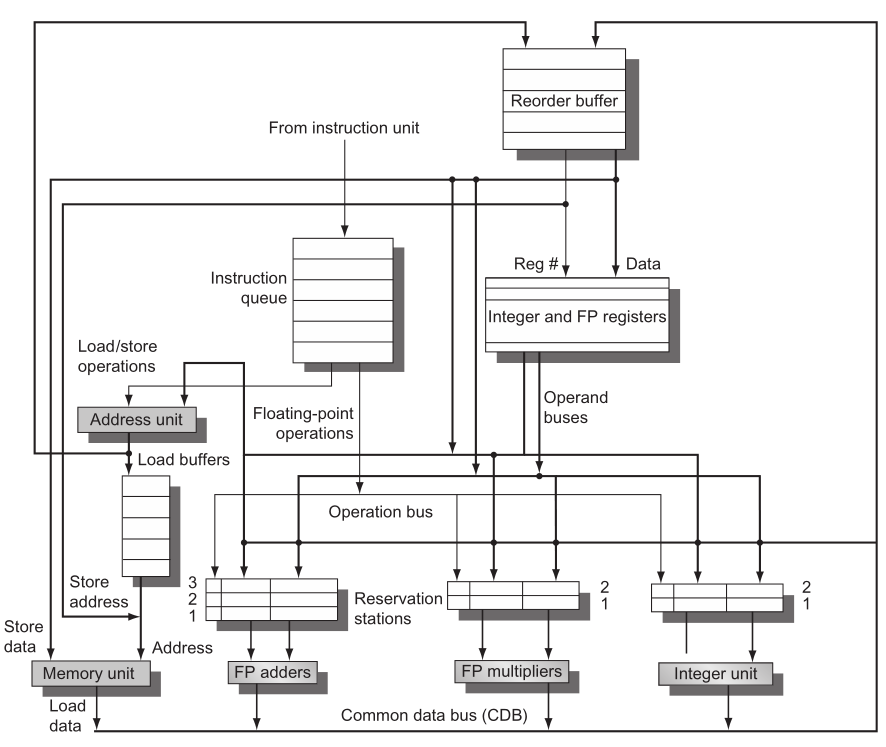 Reorder buffer
From instruction unit
Instruction
queue
Reg #
Data
Integer and FP registers
Load/store
operations
Address unit
Floating-point
operations
Operand
buses
Load buffers
Operation bus
Store
address
3
2
1
Reservation
stations
2
1
2
1
Store
data
Address
Memory unit
FP adders
FP multipliers
Integer unit
Load
data
Common data bus (CDB)